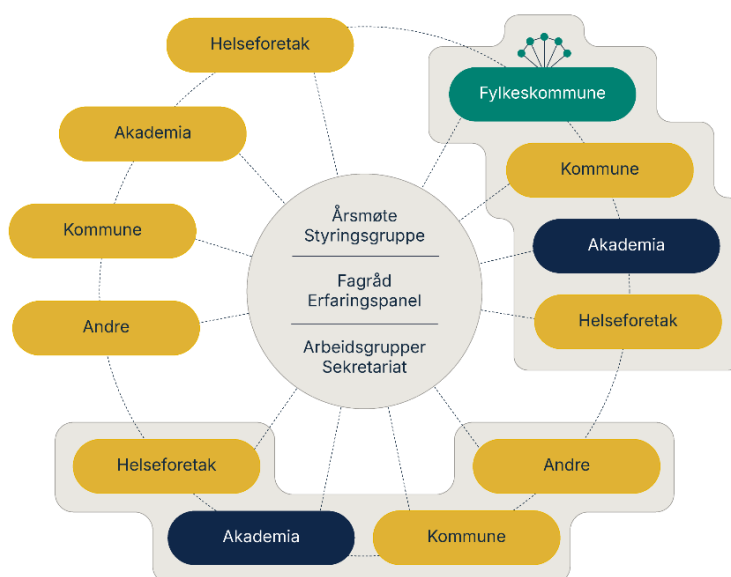 Helseforetak
Fylkeskommune
Akademia
Kommune
Kommune
Årsmøte
Styringsgruppe
Akademia
Fagråd
Erfaringspanel
Andre
Helseforetak
Arbeidsgrupper
Sekretariat
Helseforetak
Andre
Akademia
Kommune